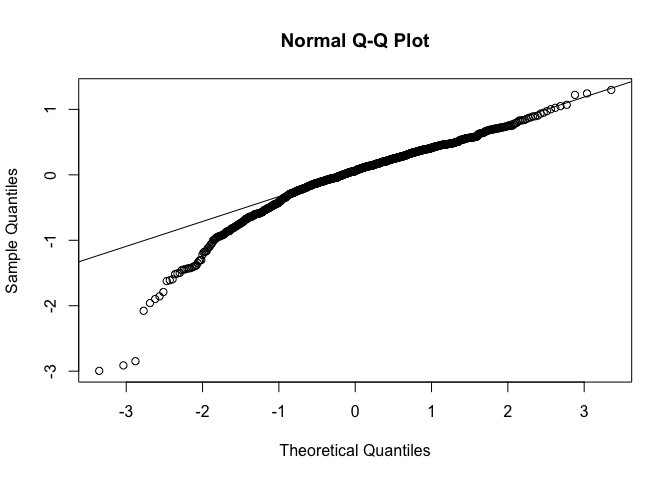 Normal Q-Q Plot
1
0
-1
-2
-3
Sample Quantiles
-3 -2 -1 0 1 2 3
Theoretical Quantiles